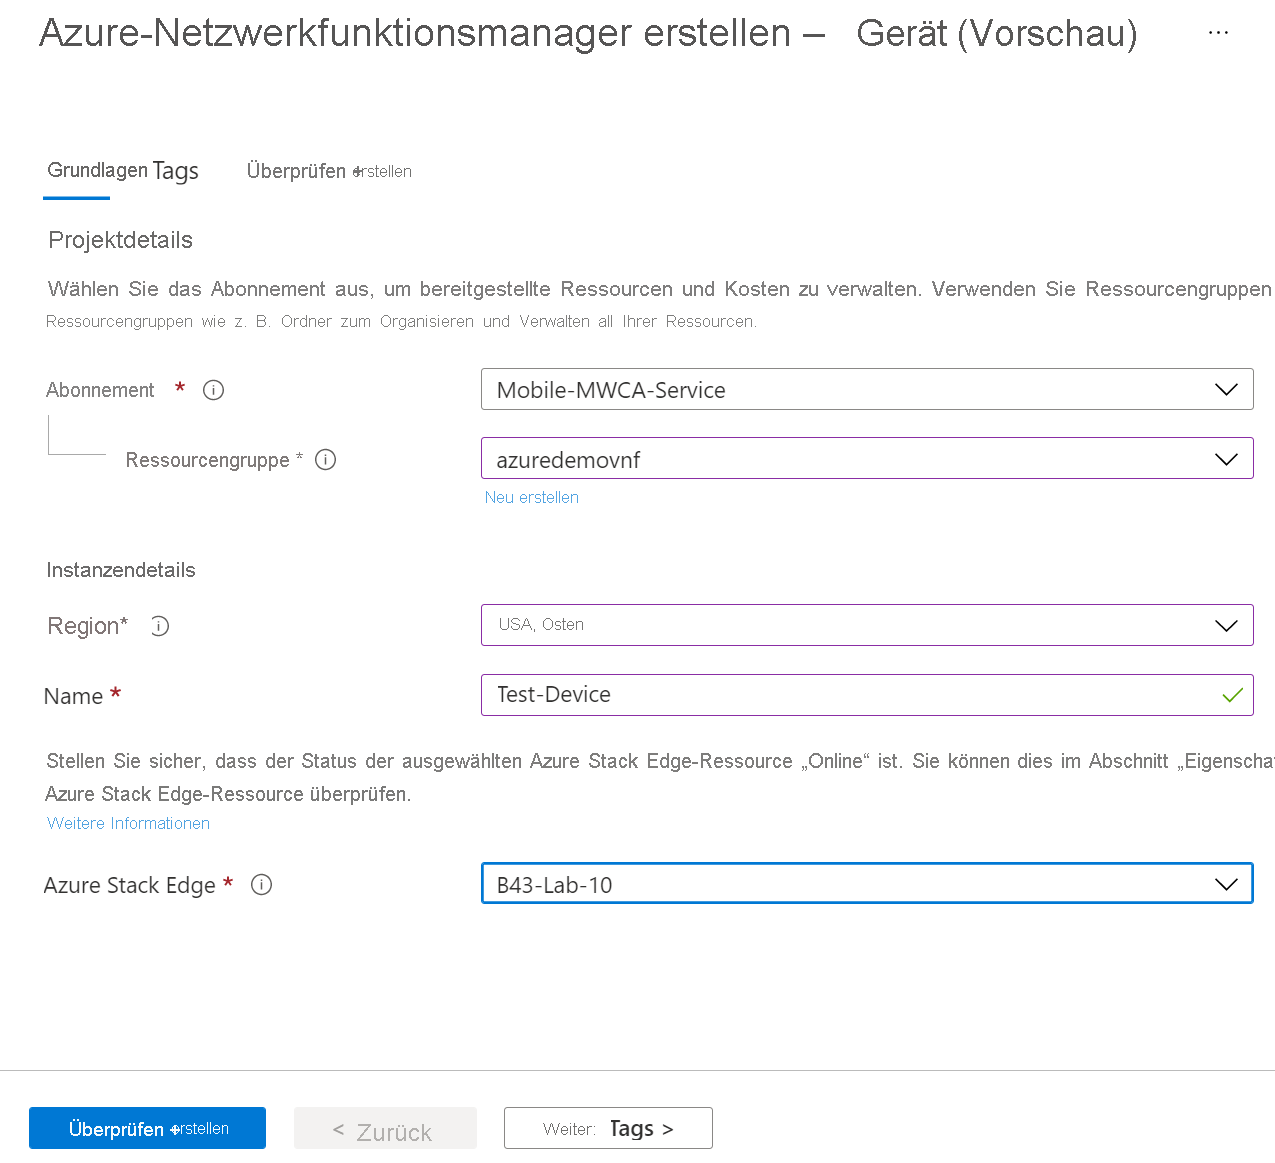 Azure-Netzwerkfunktionsmanager erstellen – Gerät (Vorschau) ...
Grundlagen Tags Überprüfen + erstellen
Projektdetails
Wählen Sie das Abonnement aus, um bereitgestellte Ressourcen und Kosten zu verwalten. Verwenden Sie Ressourcengruppen
Ressourcengruppen wie z. B. Ordner zum Organisieren und Verwalten all Ihrer Ressourcen.
Abonnement * Mobile-MWCA-Service
Ressourcengruppe * azuredemovnf
Neu erstellen
Instanzendetails
Region* USA, Osten
Name * Test-Device
Stellen Sie sicher, dass der Status der ausgewählten Azure Stack Edge-Ressource „Online“ ist. Sie können dies im Abschnitt „Eigenscha
Azure Stack Edge-Ressource überprüfen.
Weitere Informationen
Azure Stack Edge * B43-Lab-10
Überprüfen + erstellen < Zurück Weiter: Tags >